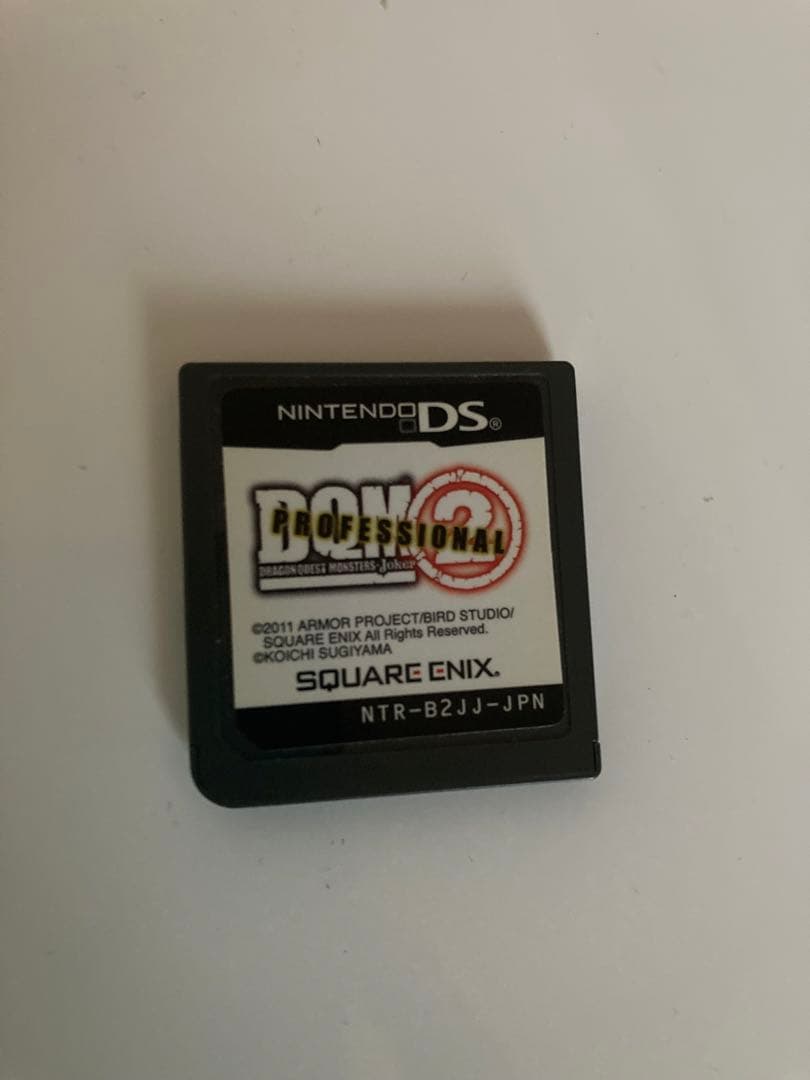 NINTENDO DS®
DQM 2
PROFESSIONAL
DRAGON QUEST MONSTERS-Joker
©2011 ARMOR PROJECT/BIRD STUDIO/
SQUARE ENIX All Rights Reserved.
©KOICHI SUGIYAMA
SQUARE ENIX.
NTR-B2JJ-JPN